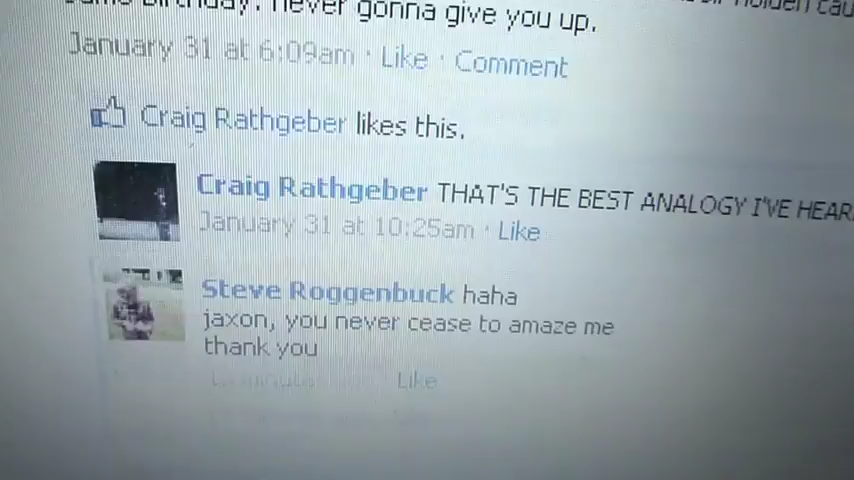 never gonna give you up.
January 31 at 6:09am · Like · Comment
Craig Rathgeber likes this.
Craig Rathgeber THAT'S THE BEST ANALOGY I'VE HEAR
January 31 at 10:25am · Like
Steve Roggenbuck haha
jaxon, you never cease to amaze me
thank you
Like